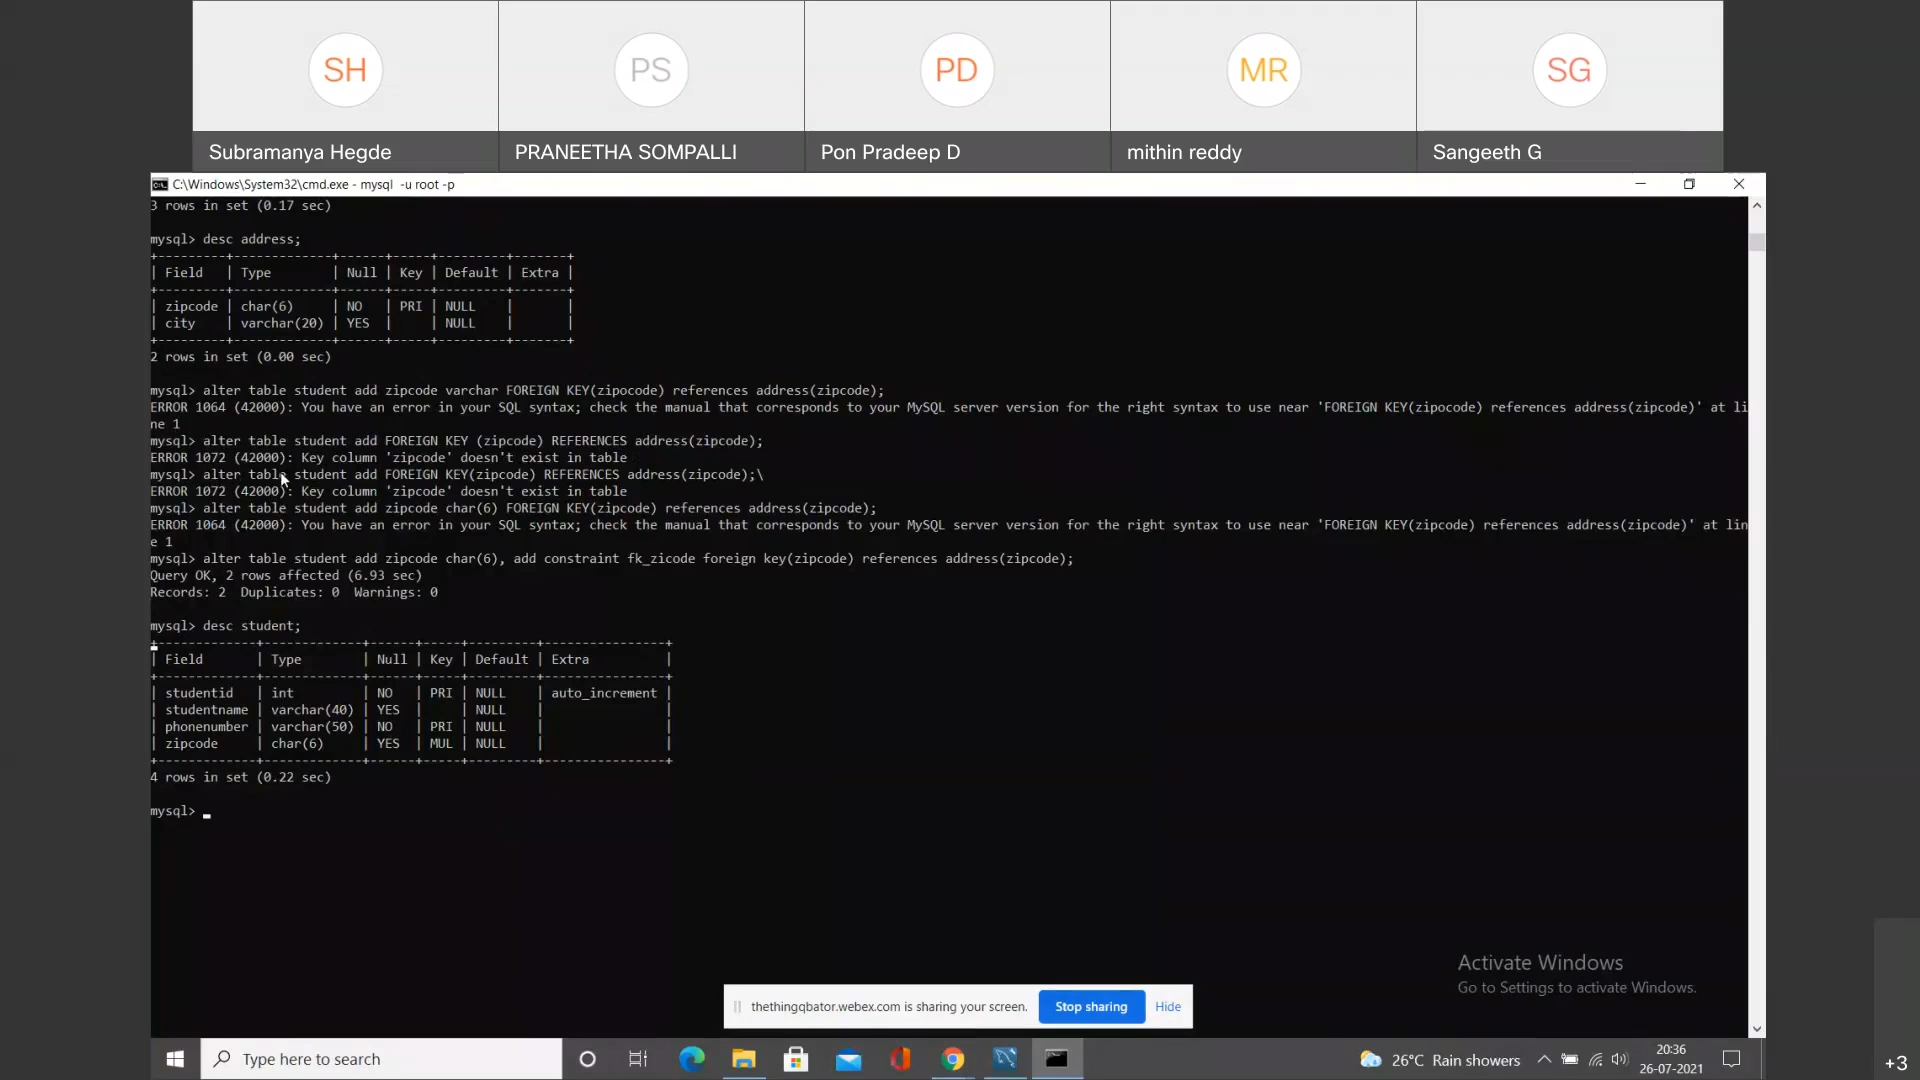 SH
PS
PD
MR
SG
Subramanya Hegde
PRANEETHA SOMPALLI
Pon Pradeep D
mithin reddy
Sangeeth G
C:\Windows\System32\cmd.exe - mysql  -u root -p
3 rows in set (0.17 sec)
mysql> desc address;
+---------+-------------+------+-----+---------+-------+
| Field   | Type        | Null | Key | Default | Extra |
+---------+-------------+------+-----+---------+-------+
| zipcode | char(6)     | NO   | PRI | NULL    |       |
| city    | varchar(20) | YES  |     | NULL    |       |
+---------+-------------+------+-----+---------+-------+
2 rows in set (0.00 sec)
mysql> alter table student add zipcode varchar FOREIGN KEY(zipocode) references address(zipcode);
ERROR 1064 (42000): You have an error in your SQL syntax; check the manual that corresponds to your MySQL server version for the right syntax to use near 'FOREIGN KEY(zipocode) references address(zipcode)' at li
ne 1
mysql> alter table student add FOREIGN KEY (zipcode) REFERENCES address(zipcode);
ERROR 1072 (42000): Key column 'zipcode' doesn't exist in table
mysql> alter table student add FOREIGN KEY(zipcode) REFERENCES address(zipcode);\
ERROR 1072 (42000): Key column 'zipcode' doesn't exist in table
mysql> alter table student add zipcode char(6) FOREIGN KEY(zipcode) references address(zipcode);
ERROR 1064 (42000): You have an error in your SQL syntax; check the manual that corresponds to your MySQL server version for the right syntax to use near 'FOREIGN KEY(zipcode) references address(zipcode)' at lin
e 1
mysql> alter table student add zipcode char(6), add constraint fk_zicode foreign key(zipcode) references address(zipcode);
Query OK, 2 rows affected (6.93 sec)
Records: 2  Duplicates: 0  Warnings: 0
mysql> desc student;
+-------------+-------------+------+-----+---------+----------------+
| Field       | Type        | Null | Key | Default | Extra          |
+-------------+-------------+------+-----+---------+----------------+
| studentid   | int         | NO   | PRI | NULL    | auto_increment |
| studentname | varchar(40) | YES  |     | NULL    |                |
| phonenumber | varchar(50) | NO   | PRI | NULL    |                |
| zipcode     | char(6)     | YES  | MUL | NULL    |                |
+-------------+-------------+------+-----+---------+----------------+
4 rows in set (0.22 sec)
mysql>
Activate Windows
Go to Settings to activate Windows.
thethingqbator.webex.com is sharing your screen.
Stop sharing
Hide
Type here to search
26°C Rain showers
20:36
26-07-2021
+3